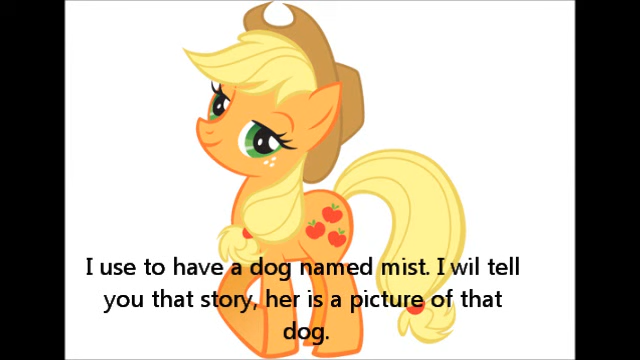 I use to have a dog named mist. I wil tell
you that story, her is a picture of that
dog.